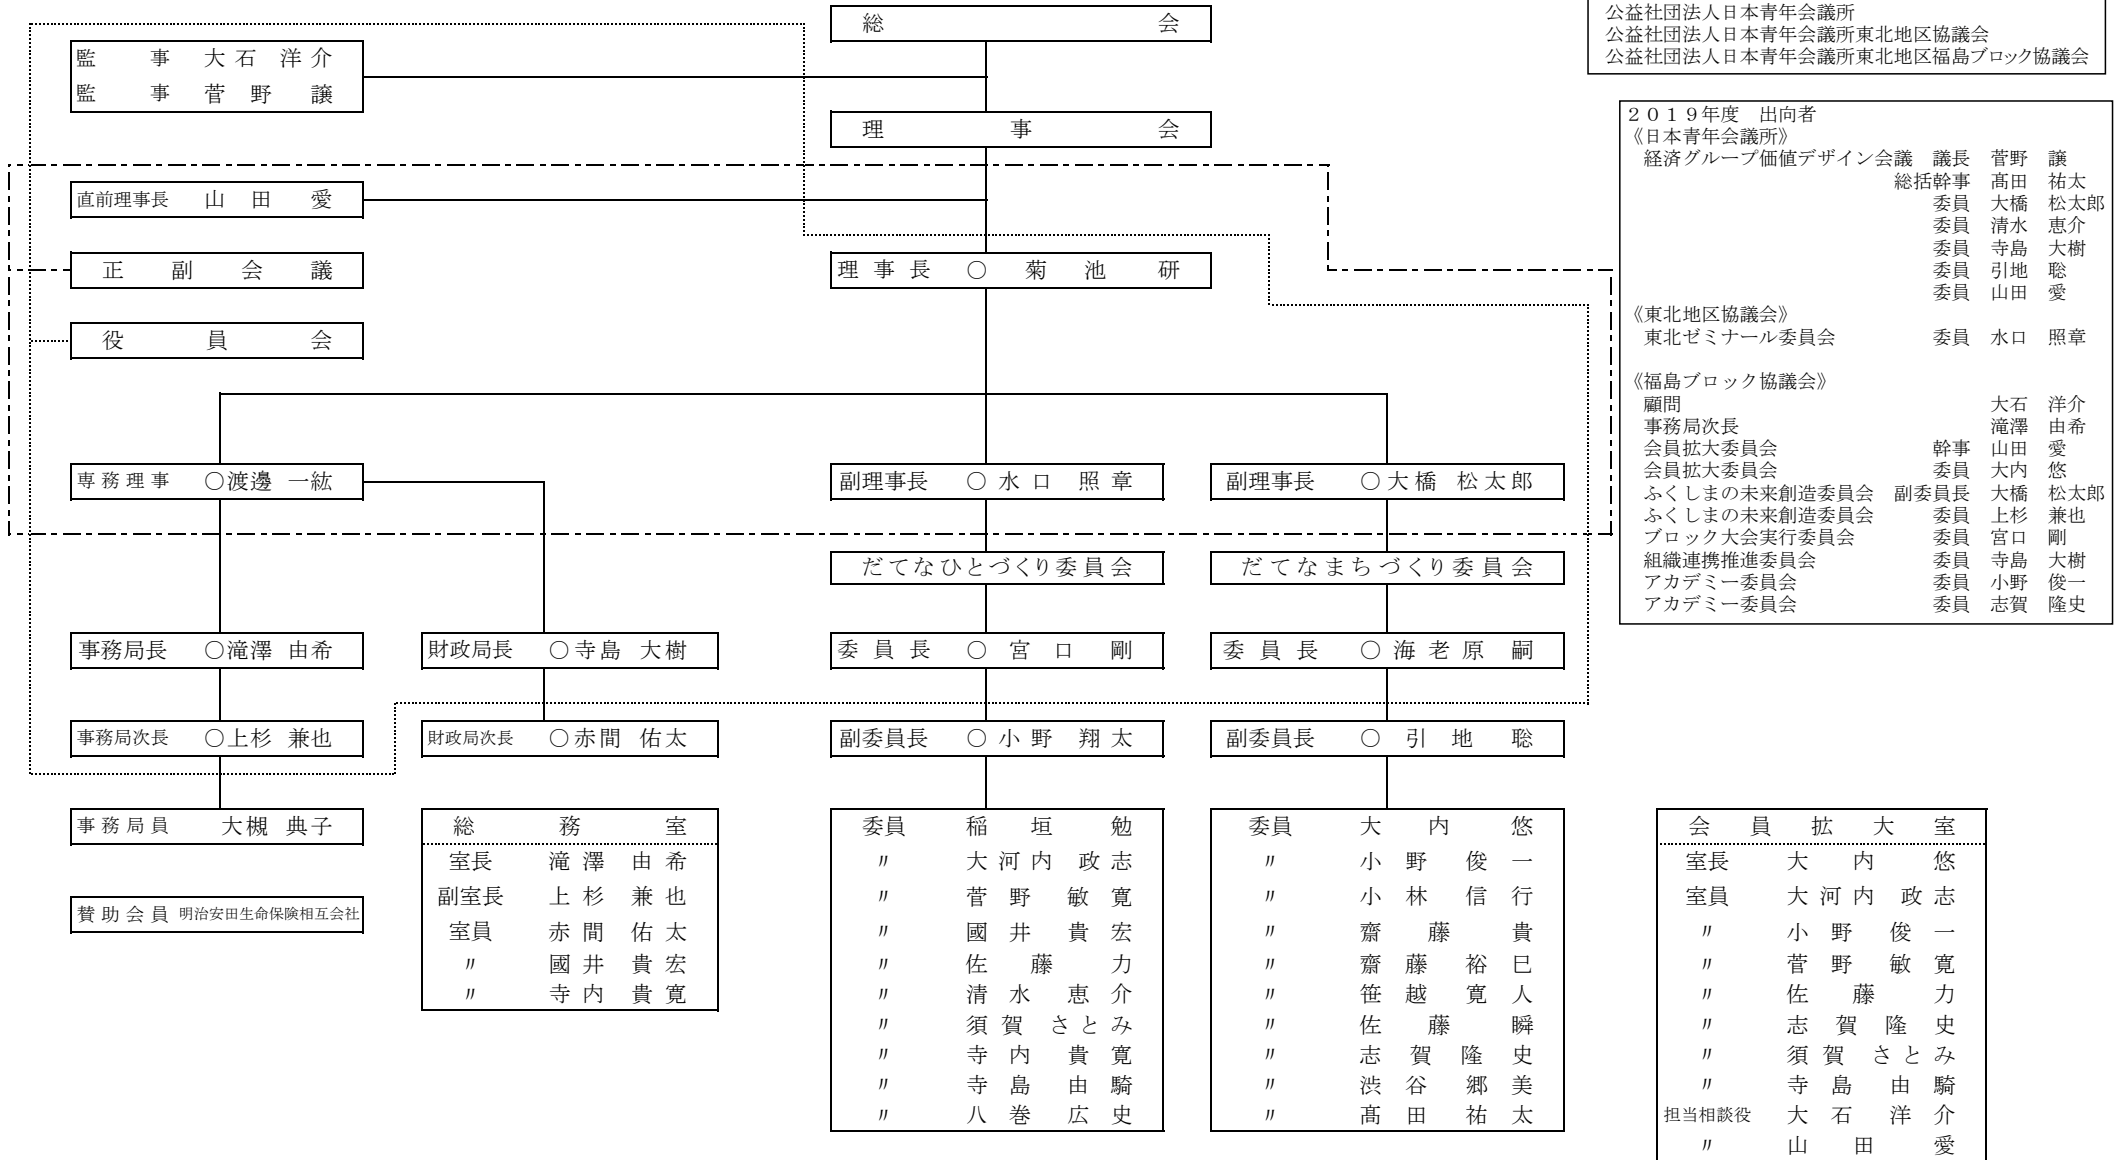 総会
公益社団法人日本青年会議所
公益社団法人日本青年会議所東北地区協議会
公益社団法人日本青年会議所東北地区福島ブロック協議会
監事 大石 洋介
監事 菅野 譲
理事会
直前理事長 山田 愛
正副会議
理事長 ○ 菊池 研
役員会
２０１９年度 出向者
《日本青年会議所》
経済グループ価値デザイン会議 議長 菅野 譲
総括幹事 髙田 祐太
委員 大橋 松太郎
委員 清水 恵介
委員 寺島 大樹
委員 引地 聡
委員 山田 愛
《東北地区協議会》
東北ゼミナール委員会 委員 水口 照章
《福島ブロック協議会》
顧問 大石 洋介
事務局次長 滝澤 由希
会員拡大委員会 幹事 山田 愛
会員拡大委員会 委員 大内 悠
ふくしまの未来創造委員会 副委員長 大橋 松太郎
ふくしまの未来創造委員会 委員 上杉 兼也
ブロック大会実行委員会 委員 宮口 剛
組織連携推進委員会 委員 寺島 大樹
アカデミー委員会 委員 小野 俊一
アカデミー委員会 委員 志賀 隆史
専務理事 ○渡邊 一紘
副理事長 ○水口 照章
副理事長 ○大橋 松太郎
だてなひとづくり委員会
だてなまちづくり委員会
事務局長 ○滝澤 由希
財政局長 ○寺島 大樹
委員長 ○ 宮口 剛
委員長 ○ 海老原 嗣
事務局次長 ○上杉 兼也
財政局次長 ○赤間 佑太
副委員長 ○小野 翔太
副委員長 ○ 引地 聡
事務局員 大槻 典子
賛助会員 明治安田生命保険相互会社
総務室
室長 滝澤 由希
副室長 上杉 兼也
室員 赤間 佑太
〃 國井 貴宏
〃 寺内 貴寛
委員 稲垣 勉
〃 大河内 政志
〃 菅野 敏寛
〃 國井 貴宏
〃 佐藤 力
〃 清水 恵介
〃 須賀 さとみ
〃 寺内 貴寛
〃 寺島 由騎
〃 八巻 広史
委員 大内 悠
〃 小野 俊一
〃 小林 信行
〃 齋藤 貴
〃 齋藤 裕巳
〃 笹越 寛人
〃 佐藤 瞬
〃 志賀 隆史
〃 渋谷 郷美
〃 髙田 祐太
会員拡大室
室長 大内 悠
室員 大河内 政志
〃 小野 俊一
〃 菅野 敏寛
〃 佐藤 力
〃 志賀 隆史
〃 須賀 さとみ
〃 寺島 由騎
担当相談役 大石 洋介
〃 山田 愛